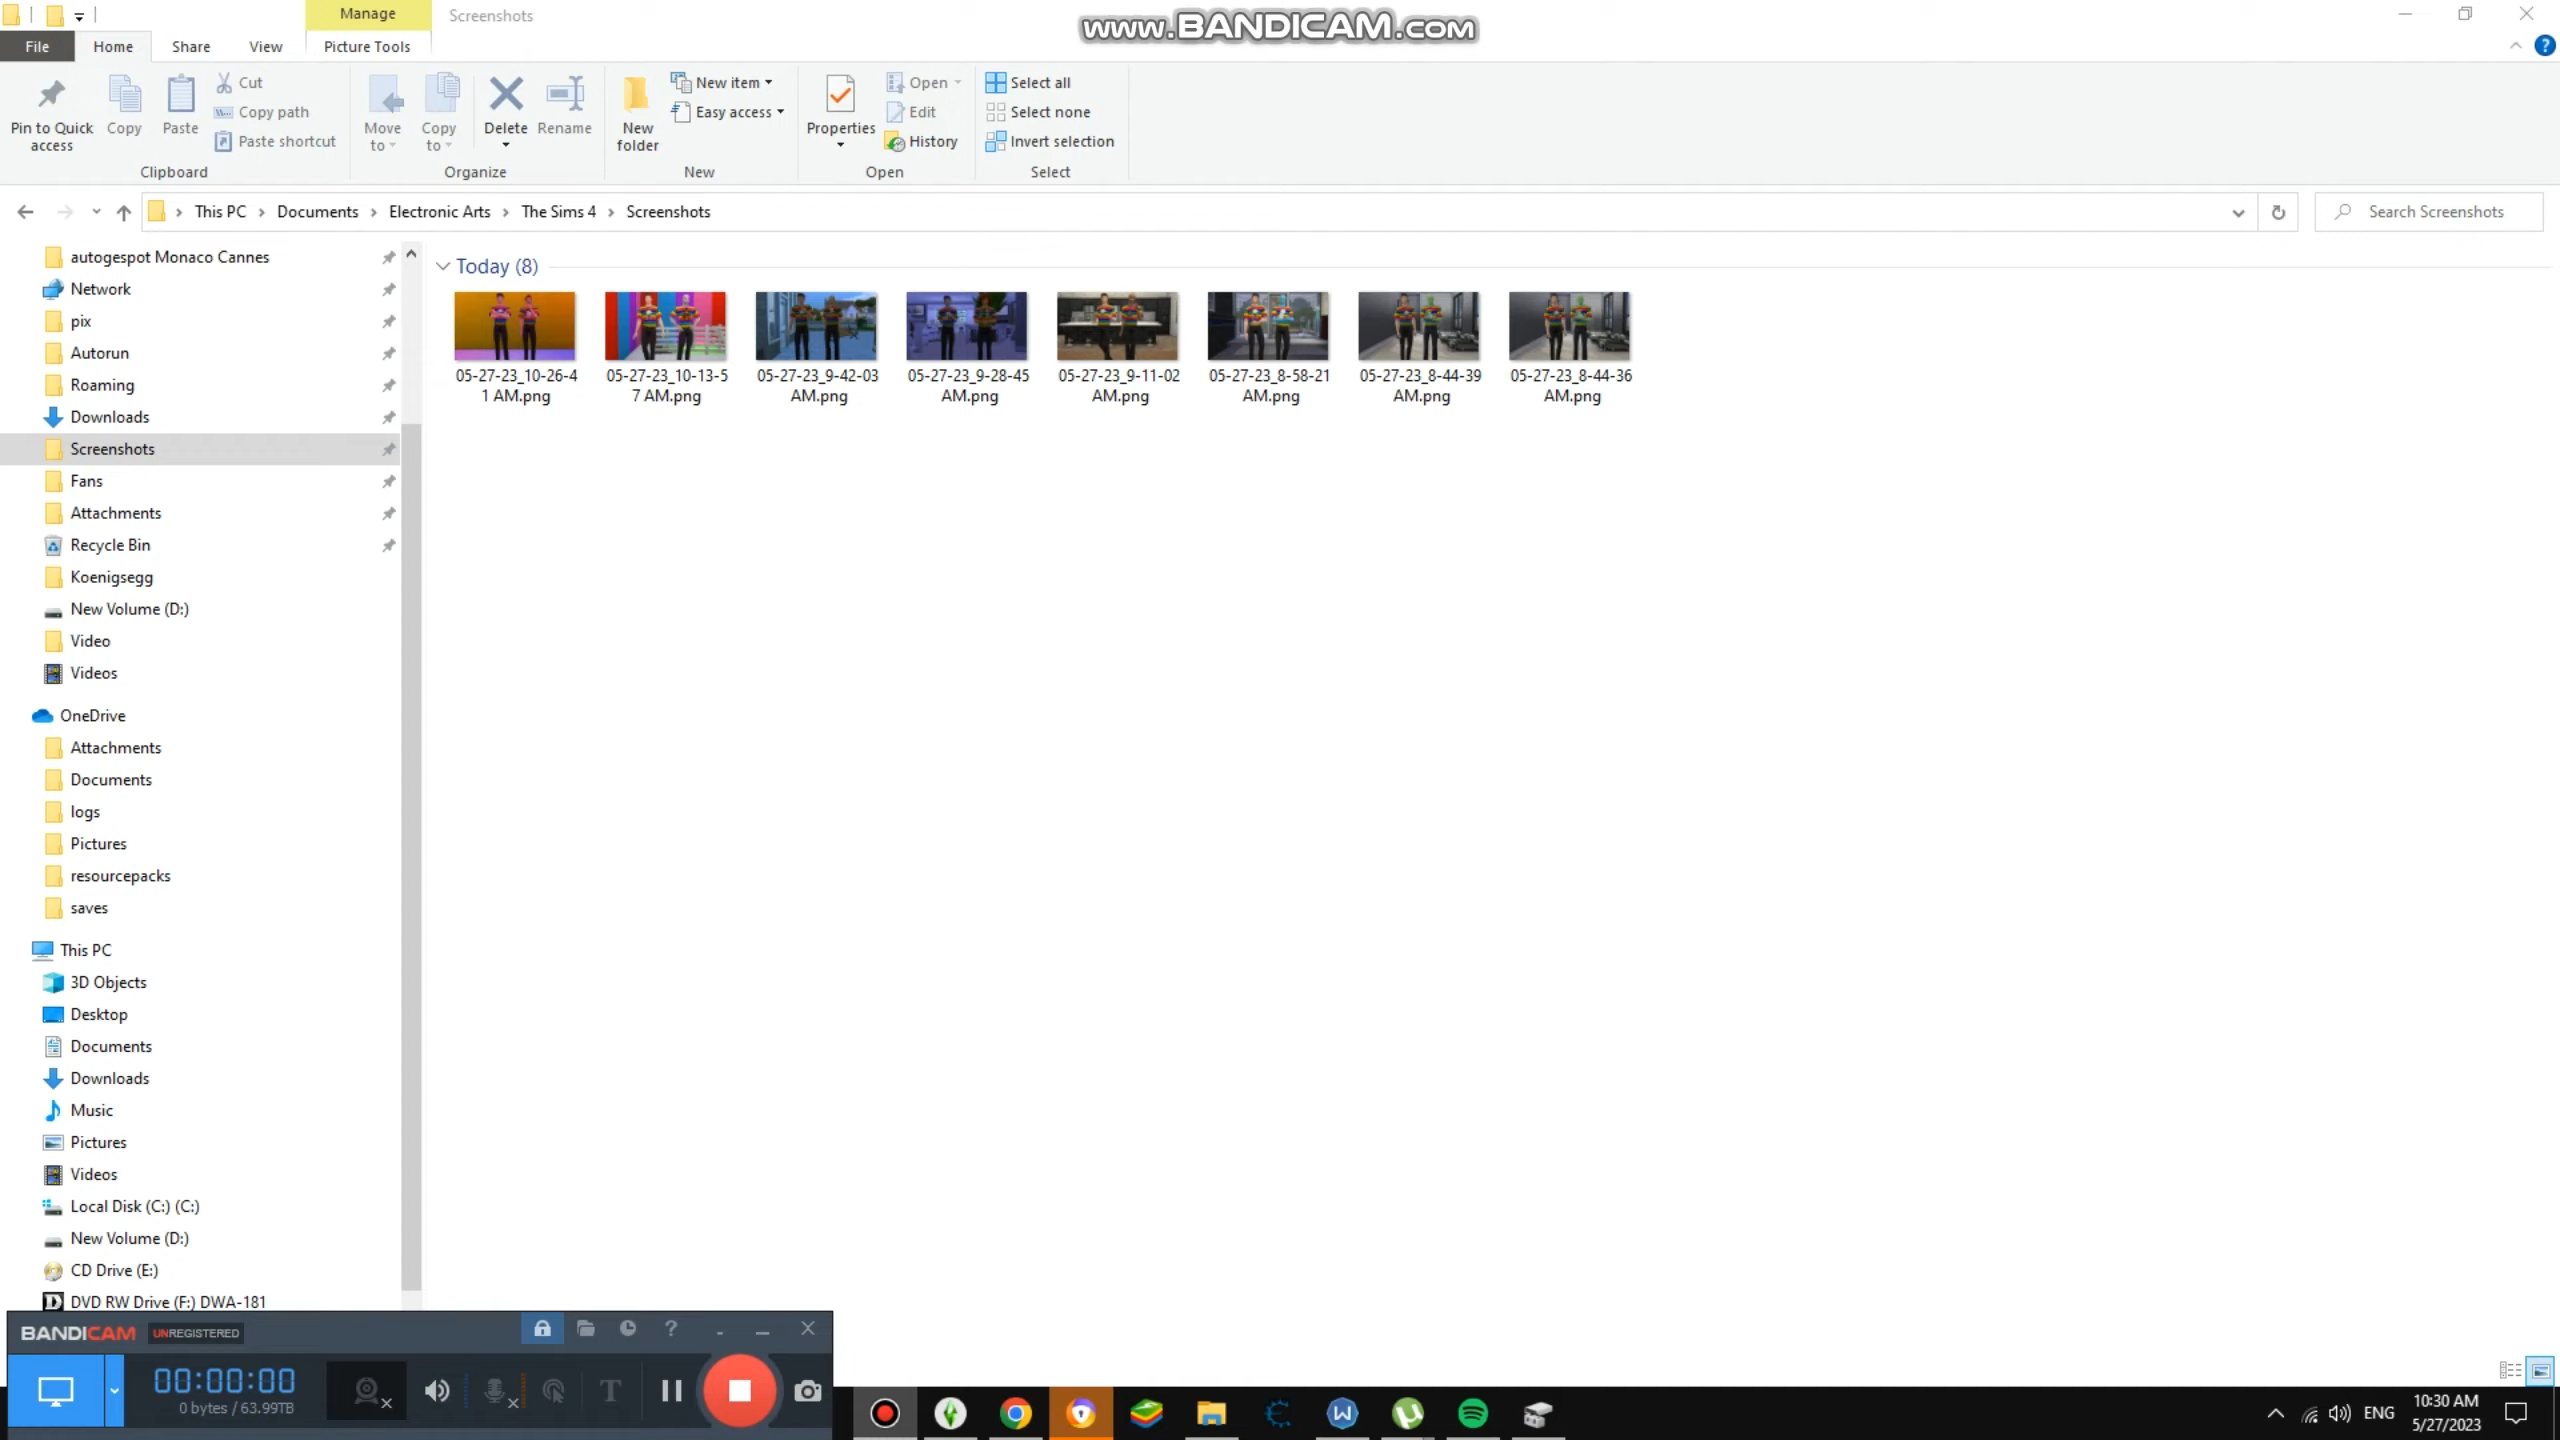 Manage
Screenshots
www.BANDICAM.com
File
Home
Share
View
Picture Tools
Pin to Quick access
Copy
Paste
Cut
Copy path
Paste shortcut
Clipboard
Move to
Copy to
Delete
Rename
Organize
New folder
New item
Easy access
New
Properties
Open
Edit
History
Open
Select all
Select none
Invert selection
Select
This PC
Documents
Electronic Arts
The Sims 4
Screenshots
Search Screenshots
autogespot Monaco Cannes
Network
pix
Autorun
Roaming
Downloads
Screenshots
Fans
Attachments
Recycle Bin
Koenigsegg
New Volume (D:)
Video
Videos
OneDrive
Attachments
Documents
logs
Pictures
resourcepacks
saves
This PC
3D Objects
Desktop
Documents
Downloads
Music
Pictures
Videos
Local Disk (C:) (C:)
New Volume (D:)
CD Drive (E:)
DVD RW Drive (F:) DWA-181
Today (8)
05-27-23_10-26-4
1 AM.png
05-27-23_10-13-5
7 AM.png
05-27-23_9-42-03
AM.png
05-27-23_9-28-45
AM.png
05-27-23_9-11-02
AM.png
05-27-23_8-58-21
AM.png
05-27-23_8-44-39
AM.png
05-27-23_8-44-36
AM.png
BANDICAM UNREGISTERED
00:00:00
0 bytes / 63.99TB
ENG
10:30 AM
5/27/2023